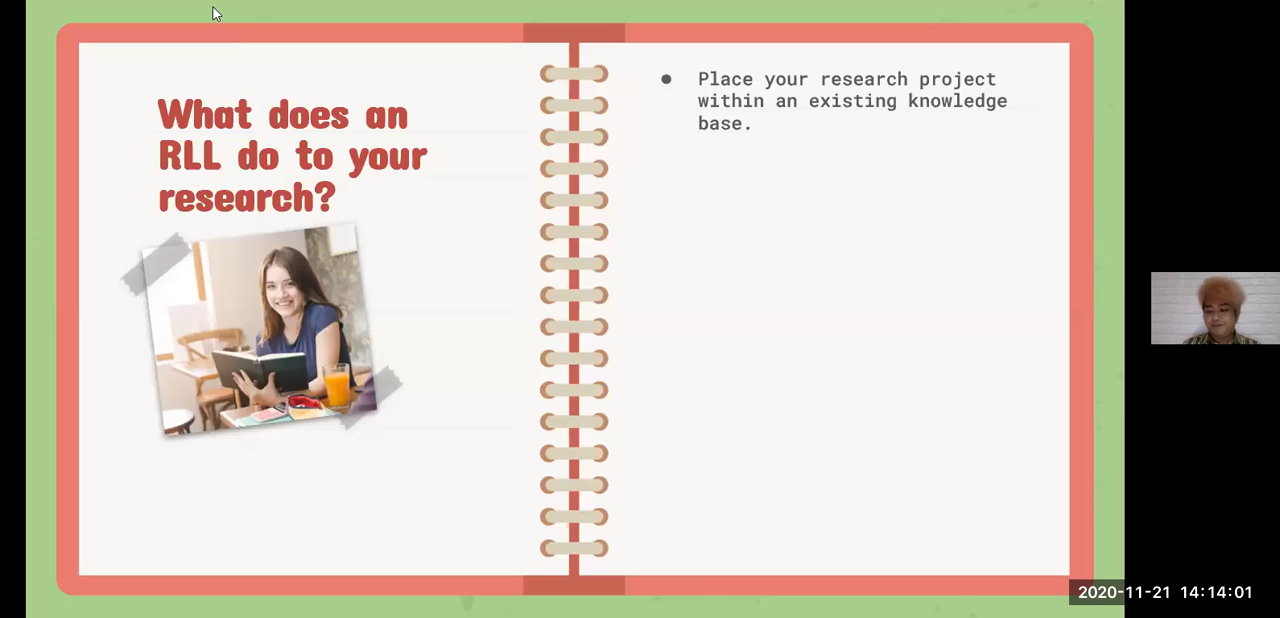 What does an
RLL do to your
research?
● Place your research project
within an existing knowledge
base.
2020-11-21 14:14:01